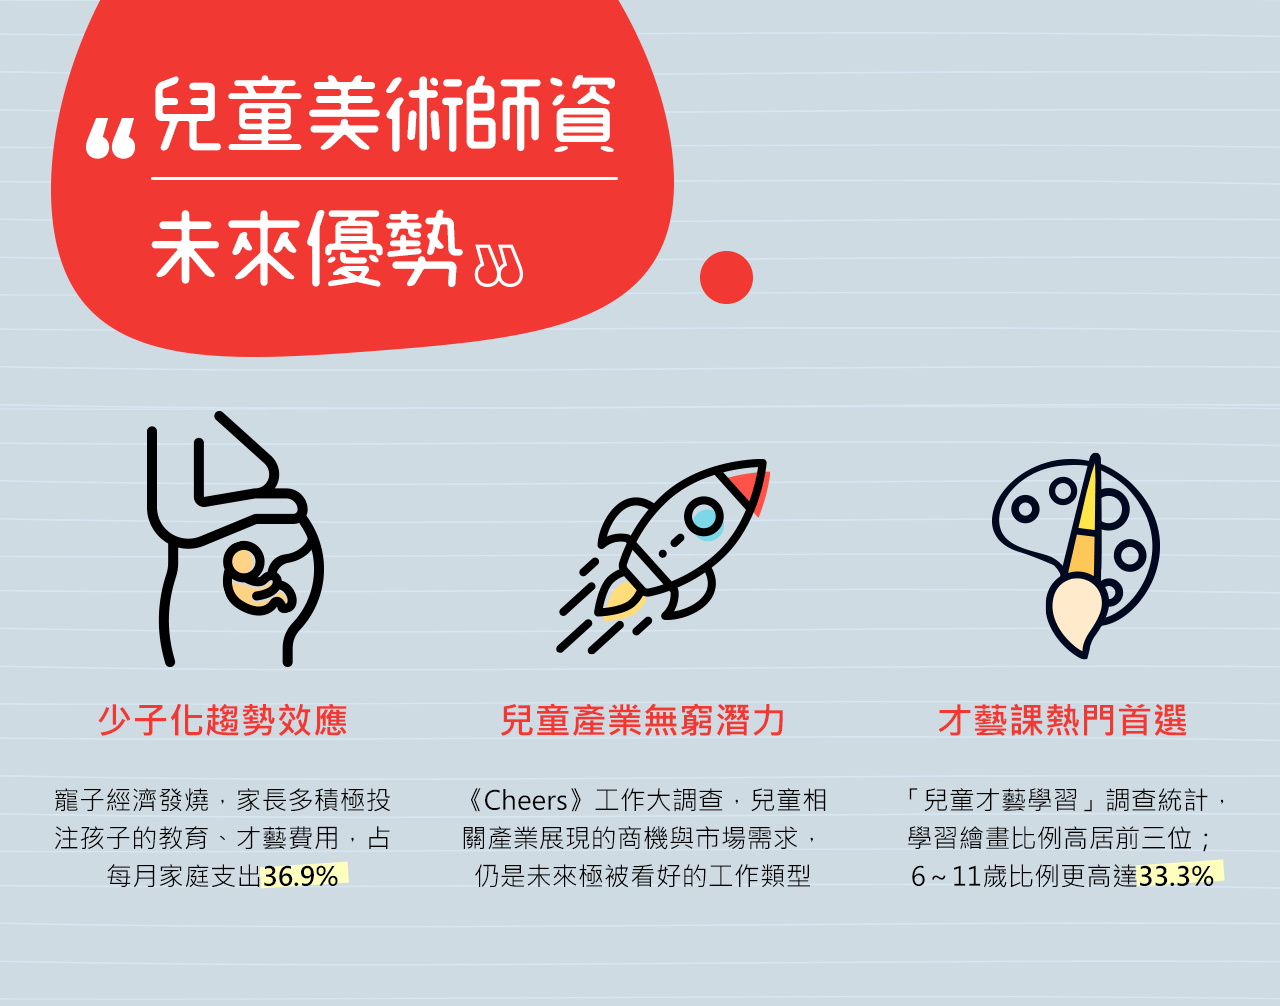 “兒童美術師資
未來優勢”
少子化趨勢效應
寵子經濟發燒，家長多積極投
注孩子的教育、才藝費用，占
每月家庭支出36.9%
兒童產業無窮潛力
《Cheers》工作大調查，兒童相
關產業展現的商機與市場需求，
仍是未來極被看好的工作類型
才藝課熱門首選
「兒童才藝學習」調查統計，
學習繪畫比例高居前三位；
6～11歲比例更高達33.3%